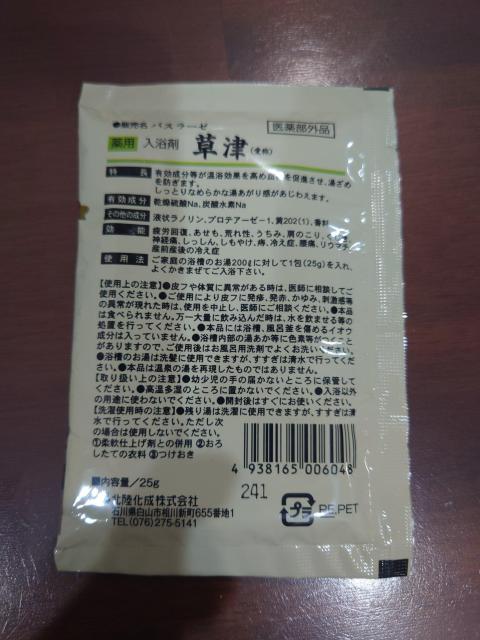 ●販売名 バスラーゼ
医薬部外品
薬用 入浴剤 草津(愛称)
特長 有効成分等が温浴効果を高め血行を促進させ、湯ざめ
を防ぎます。
しっとりなめらかな湯あがり感があじわえます。
有効成分 乾燥硫酸Na,炭酸水素Na
その他の成分 液状ラノリン,プロテアーゼ-1,黄202(1),香料
効能 疲労回復、あせも、荒れ性、うちみ、肩のこり、くじき
神経痛、しっしん、しもやけ、痔、冷え症、腰痛、リウマチ
産前産後の冷え症
使用法 ご家庭の浴槽のお湯200ℓに対して1包(25g)を入れ、
よくかきまぜてご入浴下さい。
【使用上の注意】●皮フや体質に異常がある時は、医師に相談してご
使用ください。●ご使用により皮フに発疹、発赤、かゆみ、刺激感等
の異常が現れた時は、使用を中止し、医師にご相談ください。●本品
は食べられません。万一大量に飲み込んだ時は、水を飲ませる等の
処置を行ってください。●本品には浴槽、風呂釜を傷めるイオウ
成分は入っていません。●浴槽内部の湯あか等に色素等がつくこと
がありますので、ご使用後はお風呂用洗剤でよくお洗いください。
●浴槽のお湯は洗髪に使用できますが、すすぎは清水で行ってくだ
さい。●本品は温泉の湯を再現したものではありません。
【取り扱い上の注意】●幼少児の手の届かないところに保管して
ください。●高温多湿のところに置かないでください。●入浴以外
の用途に使わないでください。●開封後はすぐにお使いください。
【洗濯使用時の注意】●残り湯は洗濯に使用できますが、すすぎは清
水で行ってください。ただし次
の場合は使用しないでください。
①柔軟仕上げ剤との併用 ②おろ
したての衣料 ③つけおき
4 938165 006048
■内容量/25g
241
北陸化成株式会社
石川県白山市相川新町655番地1
TEL(076)275-5141
プラ PE,PET